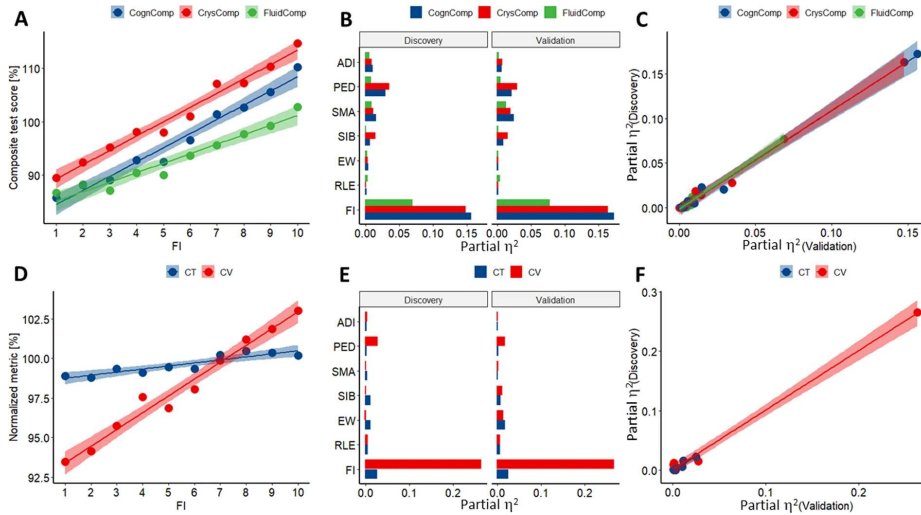 A
CognComp CrysComp FluidComp
Composite test score [%]
110
100
90
1 2 3 4 5 6 7 8 9 10
FI
B
CognComp CrysComp FluidComp
Discovery Validation
ADI
PED
SMA
SIB
EW
RLE
FI
0.00 0.05 0.10 0.15 0.00 0.05 0.10 0.15
Partial η²
C
CognComp CrysComp FluidComp
Partial η²(Discovery)
0.20
0.15
0.10
0.05
0.00
0.00 0.05 0.10 0.15
Partial η²(Validation)
D
CT CV
Normalized metric [%]
102.5
100.0
97.5
95.0
92.5
1 2 3 4 5 6 7 8 9 10
FI
E
CT CV
Discovery Validation
ADI
PED
SMA
SIB
EW
RLE
FI
0.0 0.1 0.2 0.0 0.1 0.2
Partial η²
F
CT CV
Partial η²(Discovery)
0.3
0.2
0.1
0.0
0.0 0.1 0.2
Partial η²(Validation)